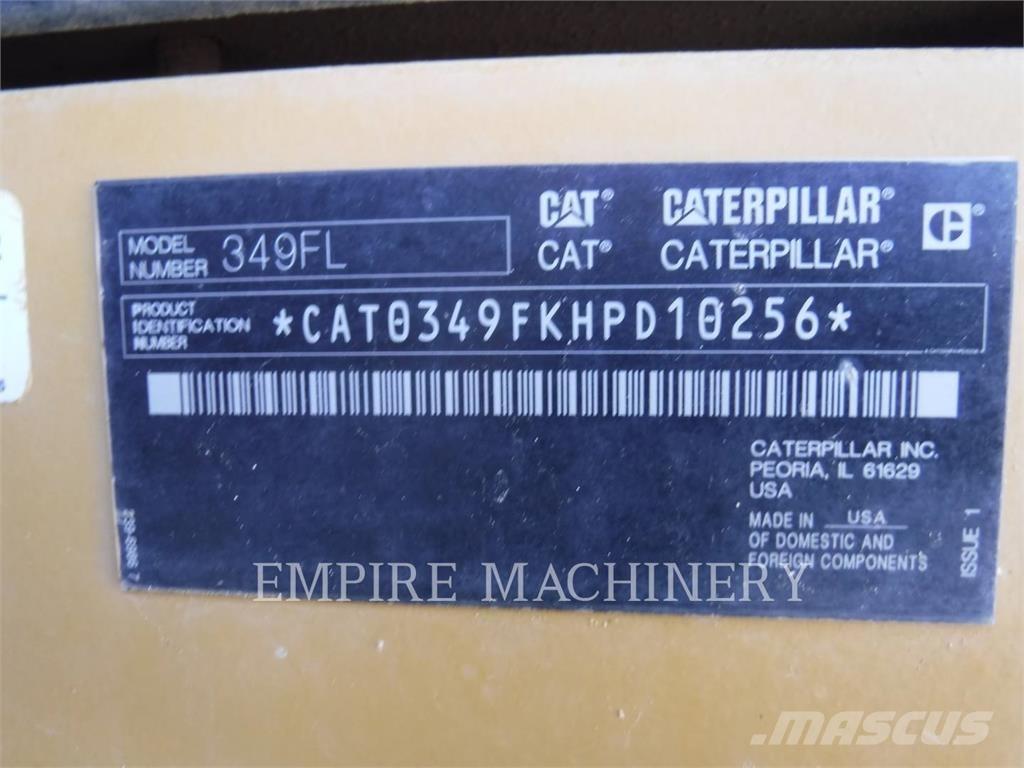 CAT® CATERPILLAR®
CAT® CATERPILLAR®
MODEL NUMBER 349FL
PRODUCT IDENTIFICATION NUMBER *CAT0349FKHPD10256*
CATERPILLAR INC.
PEORIA, IL 61629
USA
MADE IN USA
OF DOMESTIC AND
FOREIGN COMPONENTS
ISSUE 1
EMPIRE MACHINERY
MASCUS